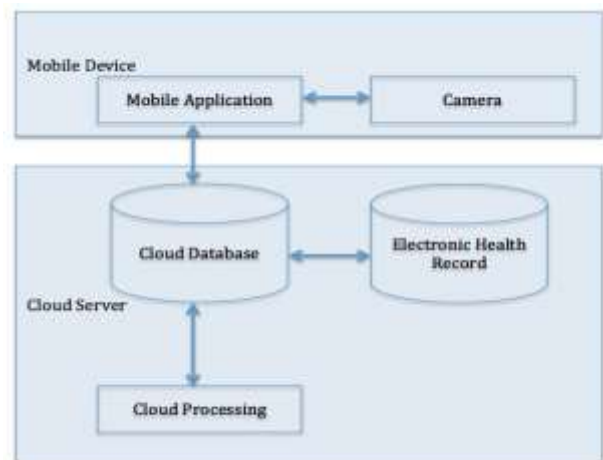 Mobile Device
Mobile Application
Camera
Cloud Database
Electronic Health
Record
Cloud Server
Cloud Processing